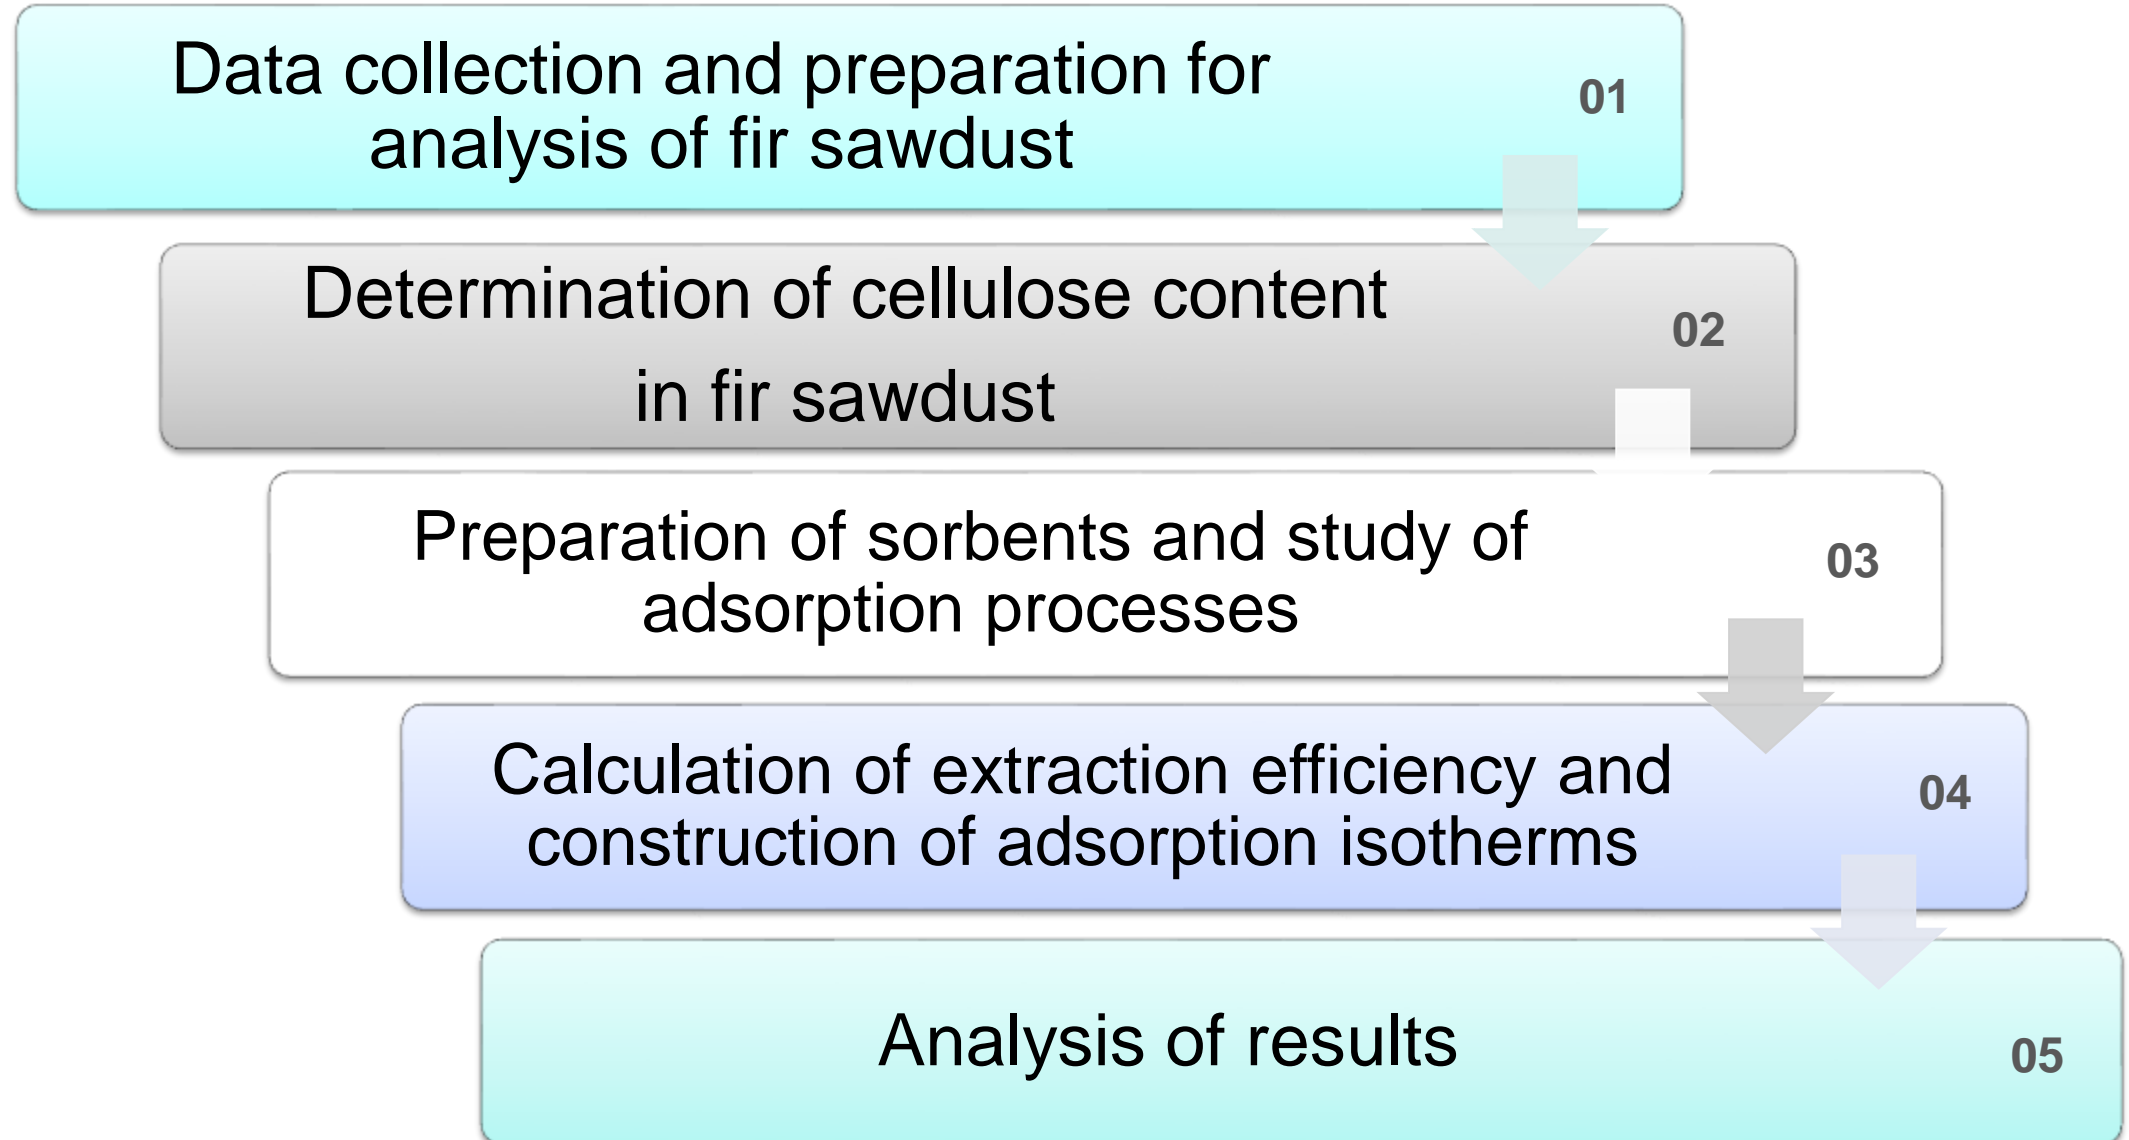 Data collection and preparation for
analysis of fir sawdust
01
Determination of cellulose content
in fir sawdust
02
Preparation of sorbents and study of
adsorption processes
03
Calculation of extraction efficiency and
construction of adsorption isotherms
04
Analysis of results
05